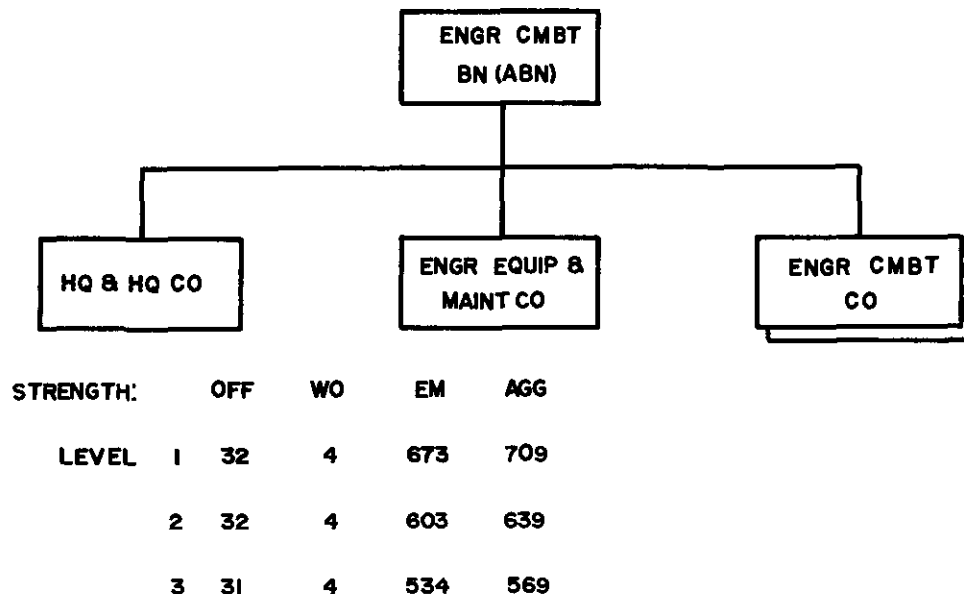 ENGR CMBT
BN (ABN)
HQ & HQ CO
ENGR EQUIP &
MAINT CO
ENGR CMBT
CO
STRENGTH: OFF WO EM AGG
LEVEL 1 32 4 673 709
2 32 4 603 639
3 31 4 534 569